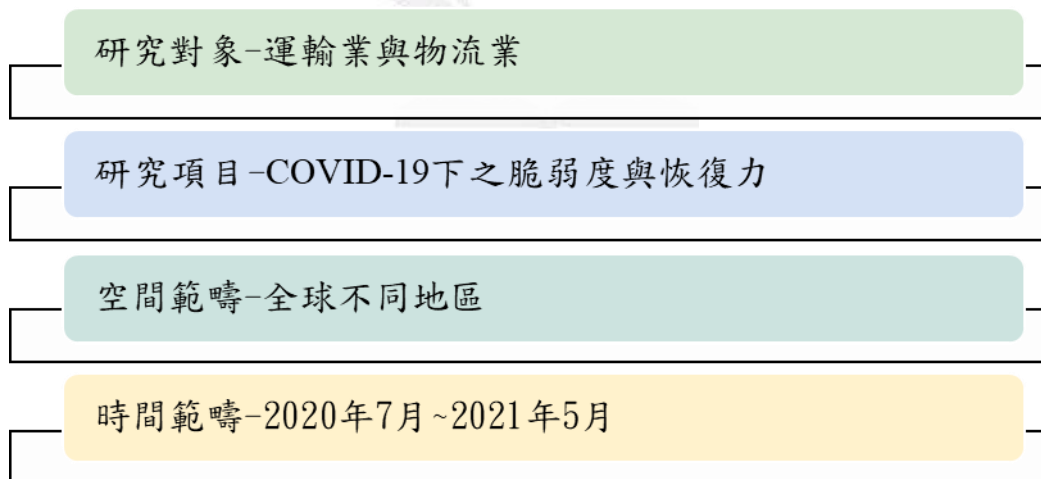 研究對象-運輸業與物流業
研究項目-COVID-19下之脆弱度與恢復力
空間範疇-全球不同地區
時間範疇-2020年7月~2021年5月